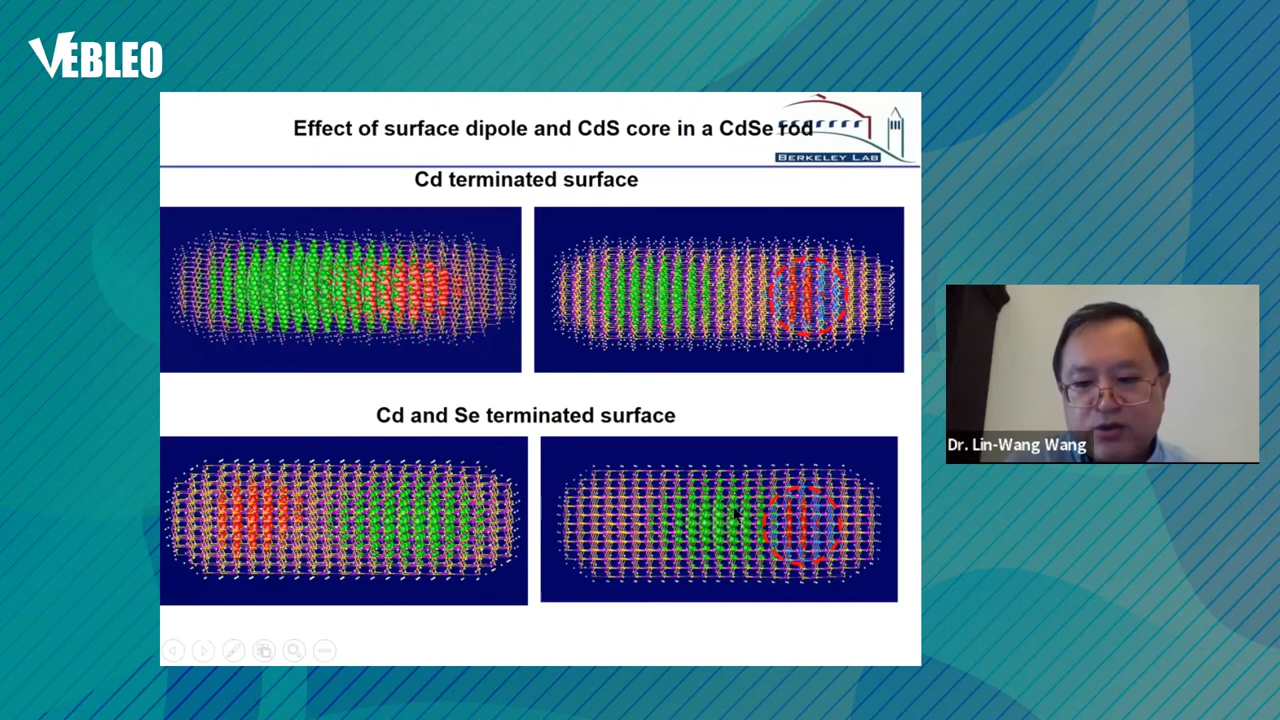 VEBLEO
Effect of surface dipole and CdS core in a CdSe rod
BERKELEY LAB
Cd terminated surface
Cd and Se terminated surface
Dr. Lin-Wang Wang